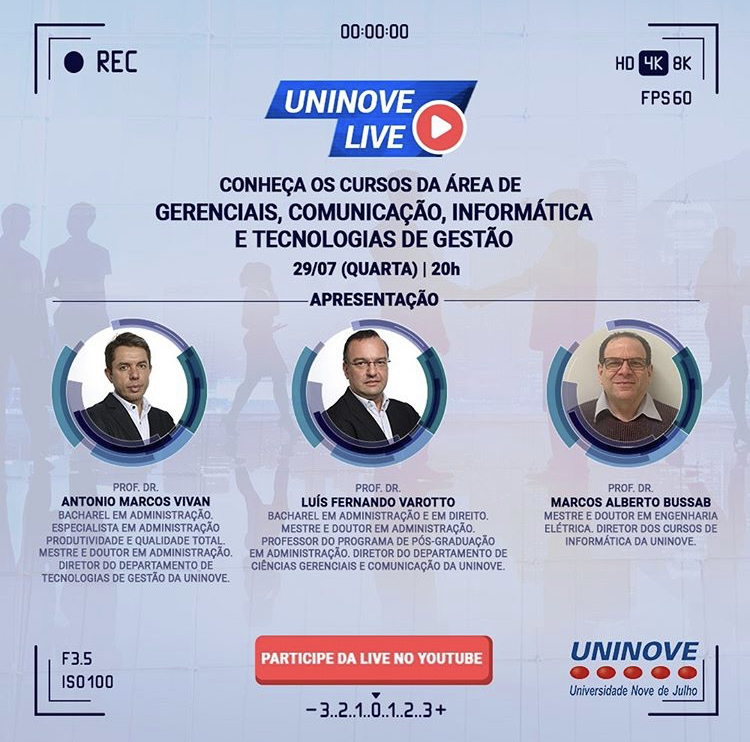 00:00:00
REC
HD 4K 8K
FPS60
UNINOVE
LIVE
CONHEÇA OS CURSOS DA ÁREA DE
GERENCIAIS, COMUNICAÇÃO, INFORMÁTICA
E TECNOLOGIAS DE GESTÃO
29/07 (QUARTA) | 20h
APRESENTAÇÃO
PROF. DR.
ANTONIO MARCOS VIVAN
BACHAREL EM ADMINISTRAÇÃO.
ESPECIALISTA EM ADMINISTRAÇÃO
PRODUTIVIDADE E QUALIDADE TOTAL.
MESTRE E DOUTOR EM ADMINISTRAÇÃO.
DIRETOR DO DEPARTAMENTO DE
TECNOLOGIAS DE GESTÃO DA UNINOVE.
PROF. DR.
LUÍS FERNANDO VAROTTO
BACHAREL EM ADMINISTRAÇÃO E EM DIREITO.
MESTRE E DOUTOR EM ADMINISTRAÇÃO.
PROFESSOR DO PROGRAMA DE PÓS-GRADUAÇÃO
EM ADMINISTRAÇÃO. DIRETOR DO DEPARTAMENTO DE
CIÊNCIAS GERENCIAIS E COMUNICAÇÃO DA UNINOVE.
PROF. DR.
MARCOS ALBERTO BUSSAB
MESTRE E DOUTOR EM ENGENHARIA
ELÉTRICA. DIRETOR DOS CURSOS DE
INFORMÁTICA DA UNINOVE.
F3.5
ISO100
PARTICIPE DA LIVE NO YOUTUBE
−3..2..1..0..1..2..3+
UNINOVE
Universidade Nove de Julho